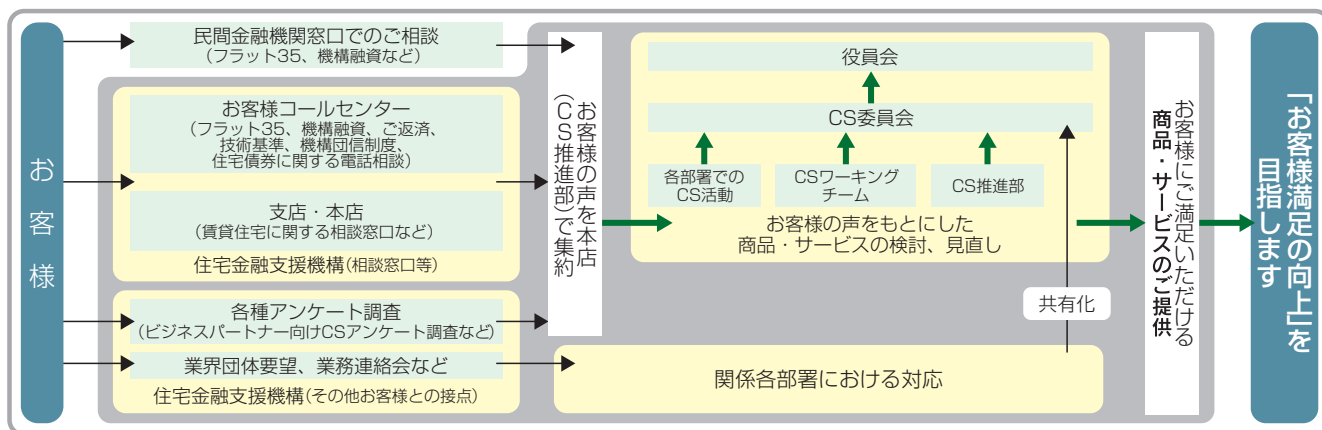 お客様
民間金融機関窓口でのご相談
(フラット35、機構融資など)
お客様コールセンター
(フラット35、機構融資、ご返済、
技術基準、機構団信制度、
住宅債券に関する電話相談)
支店・本店
(賃貸住宅に関する相談窓口など)
住宅金融支援機構(相談窓口等)
各種アンケート調査
(ビジネスパートナー向けCSアンケート調査など)
業界団体要望、業務連絡会など
住宅金融支援機構(その他お客様との接点)
お客様の声を本店
(CS推進部)で集約
役員会
CS委員会
各部署での
CS活動
CSワーキング
チーム
CS推進部
お客様の声をもとにした
商品・サービスの検討、見直し
共有化
関係各部署における対応
お客様にご満足いただける
商品・サービスのご提供
「お客様満足の向上」を
目指します